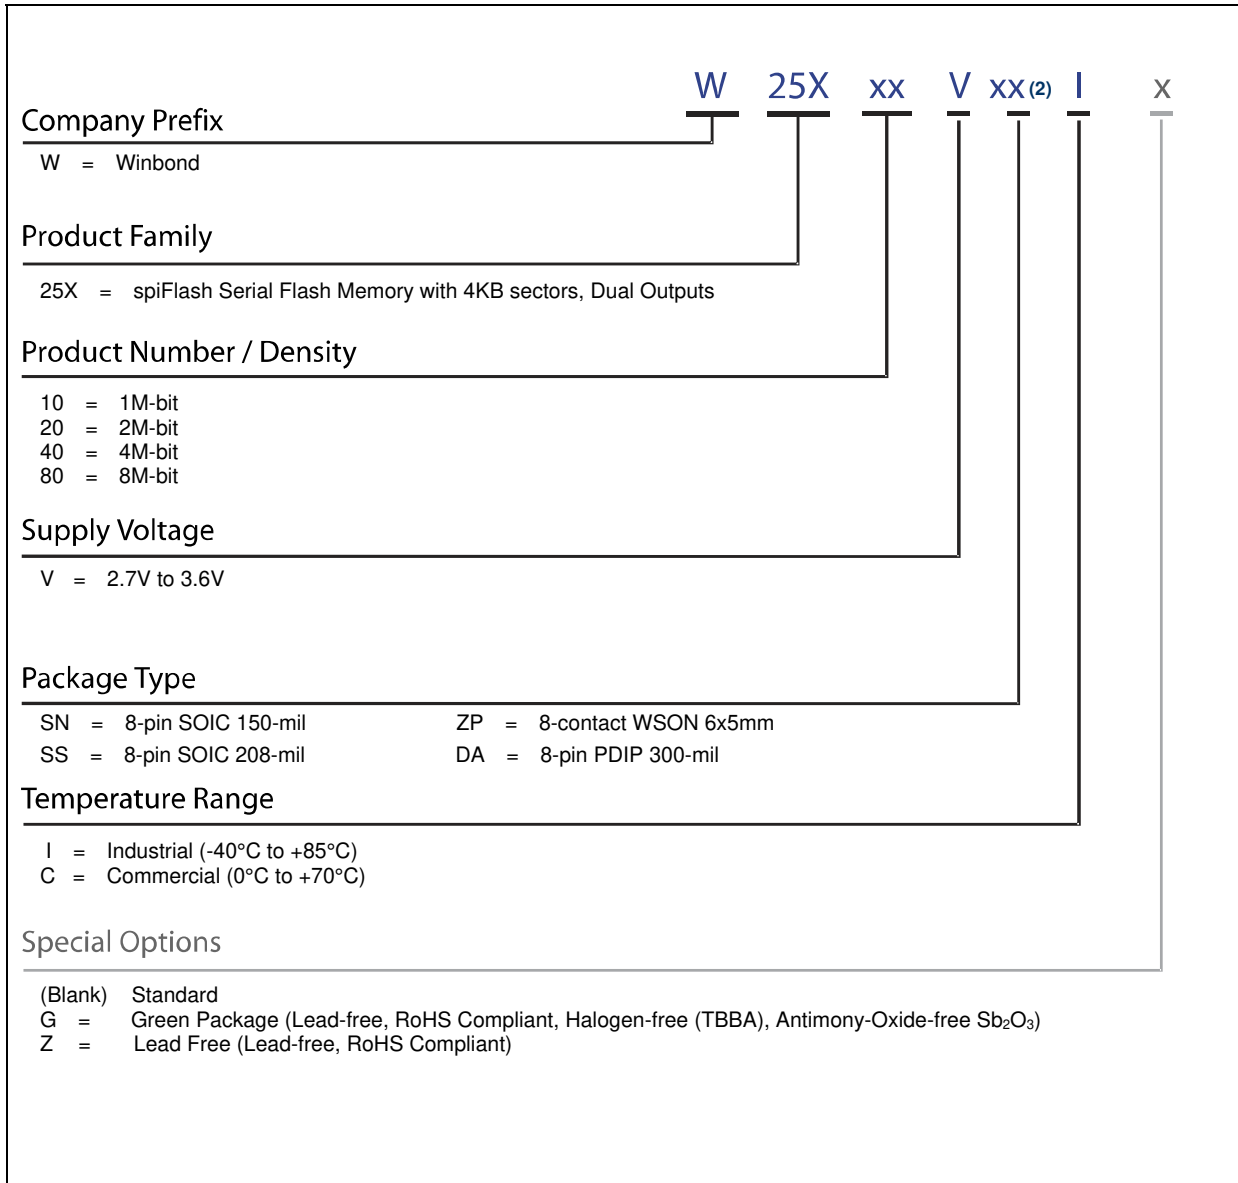 W 25X xx V xx(2) I x
Company Prefix
W = Winbond
Product Family
25X = spiFlash Serial Flash Memory with 4KB sectors, Dual Outputs
Product Number / Density
10 = 1M-bit
20 = 2M-bit
40 = 4M-bit
80 = 8M-bit
Supply Voltage
V = 2.7V to 3.6V
Package Type
SN = 8-pin SOIC 150-mil ZP = 8-contact WSON 6x5mm
SS = 8-pin SOIC 208-mil DA = 8-pin PDIP 300-mil
Temperature Range
I = Industrial (-40°C to +85°C)
C = Commercial (0°C to +70°C)
Special Options
(Blank) Standard
G = Green Package (Lead-free, RoHS Compliant, Halogen-free (TBBA), Antimony-Oxide-free Sb₂O₃)
Z = Lead Free (Lead-free, RoHS Compliant)